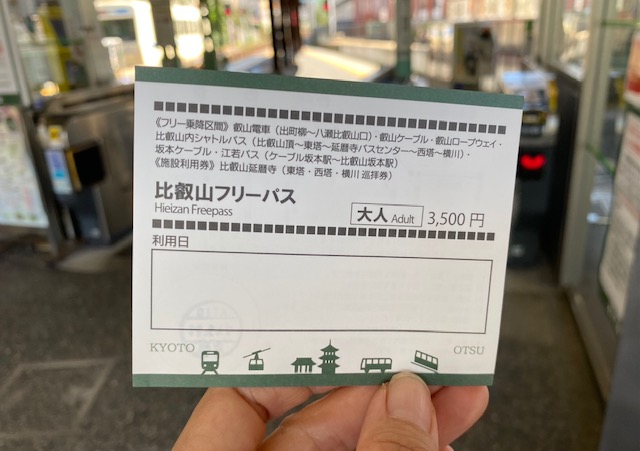 《フリー乗降区間》叡山電車（出町柳～八瀬比叡山口）・叡山ケーブル・叡山ロープウェイ・
比叡山内シャトルバス（比叡山頂～東塔～延暦寺バスセンター～西塔～横川）・
坂本ケーブル・江若バス（ケーブル坂本駅～比叡山坂本駅）
《施設利用券》比叡山延暦寺（東塔・西塔・横川 巡拝券）
比叡山フリーパス
Hieizan Freepass
大人 Adult 3,500 円
利用日
KYOTO
OTSU